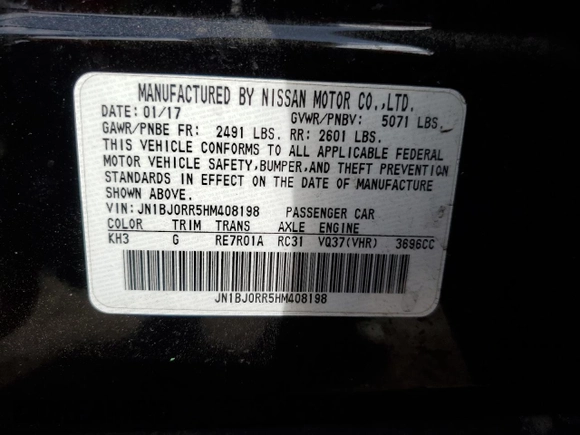 MANUFACTURED BY NISSAN MOTOR CO.,LTD.
DATE: 01/17 GVWR/PNBV: 5071 LBS.
GAWR/PNBE FR: 2491 LBS. RR: 2601 LBS.
THIS VEHICLE CONFORMS TO ALL APPLICABLE FEDERAL
MOTOR VEHICLE SAFETY,BUMPER,AND THEFT PREVENTION
STANDARDS IN EFFECT ON THE DATE OF MANUFACTURE
SHOWN ABOVE.
VIN: JN1BJ0RR5HM408198 PASSENGER CAR
COLOR TRIM TRANS AXLE ENGINE
KH3 G RE7R01A RC31 VQ37(VHR) 3696CC
JN1BJ0RR5HM408198